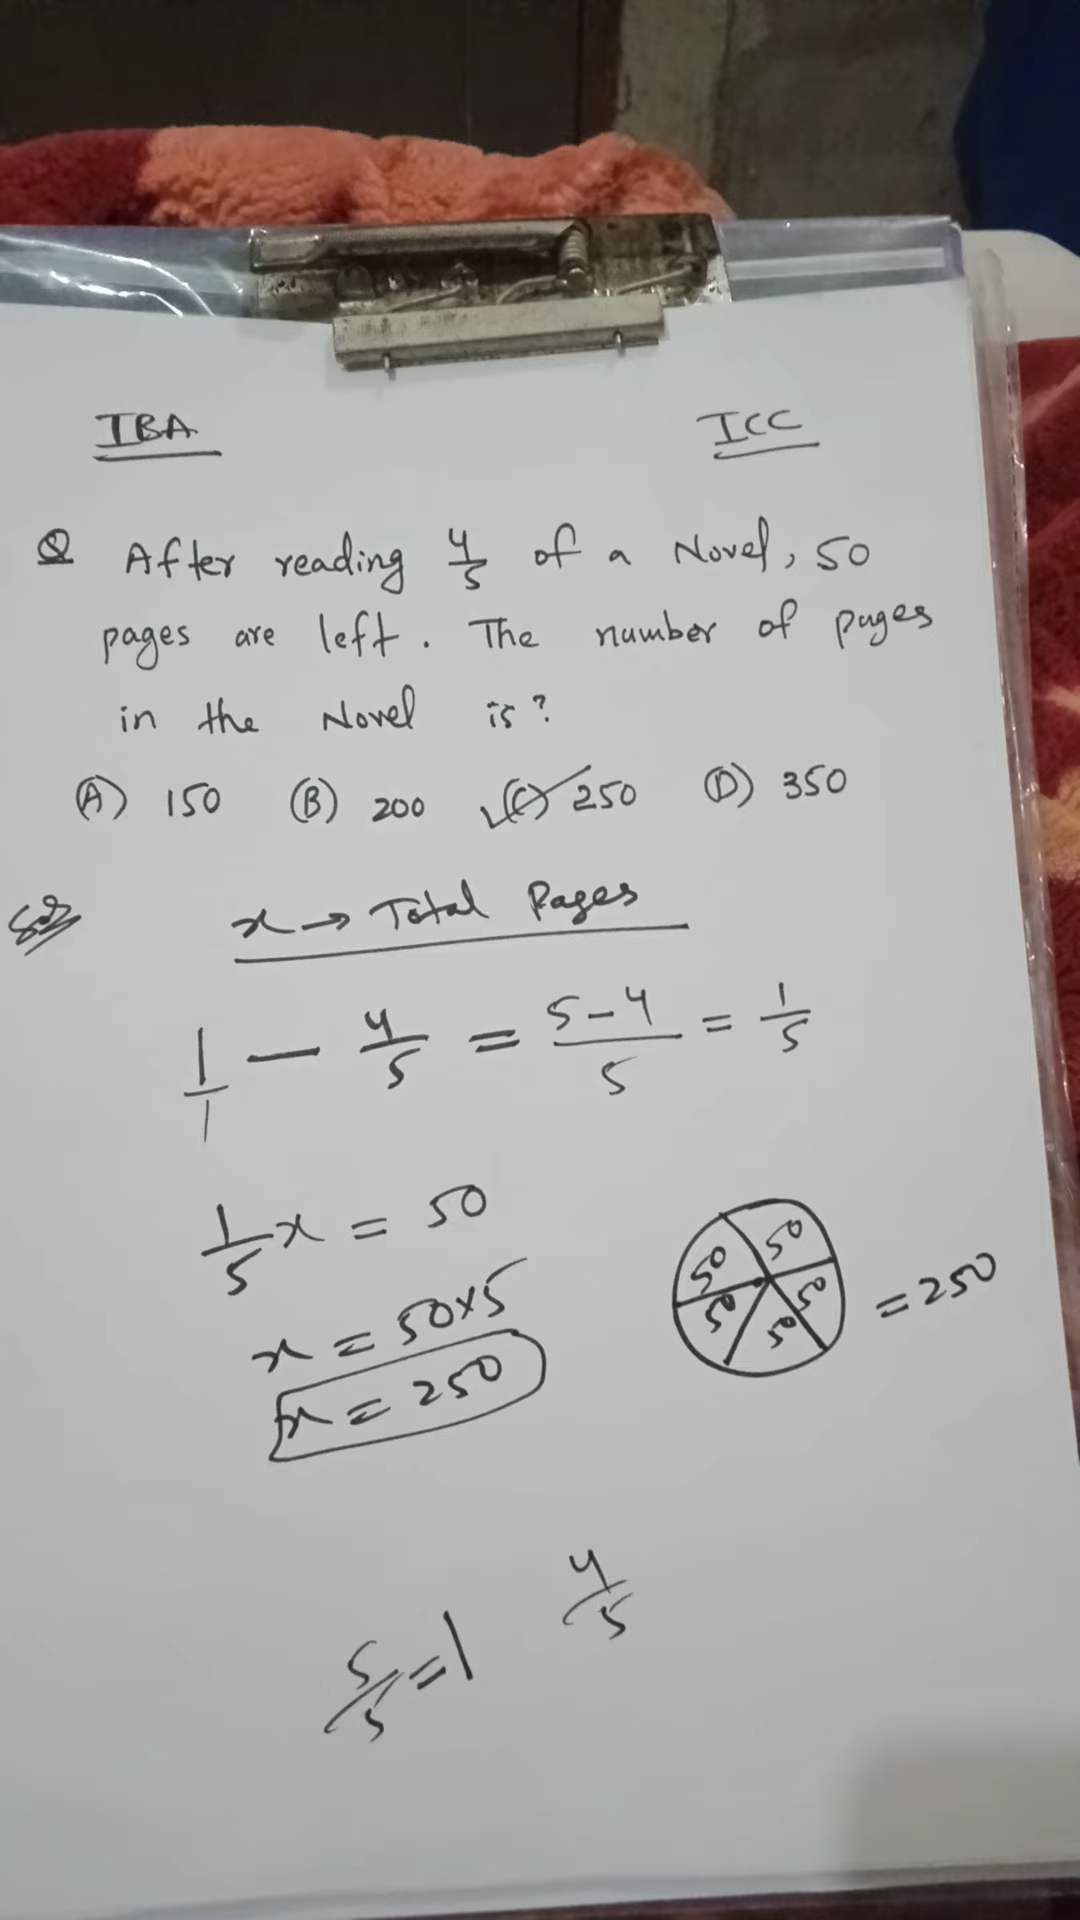 IBA ICC
Q After reading 4/5 of a Novel, 50
pages are left. The number of pages
in the Novel is?
(A) 150 (B) 200 (C) 250 (D) 350
Sol x → Total Pages
1/1 - 4/5 = 5-4/5 = 1/5
1/5 x = 50
x = 50x5
x = 250
50 50 50 50 50 = 250
4/5
5/5 = 1